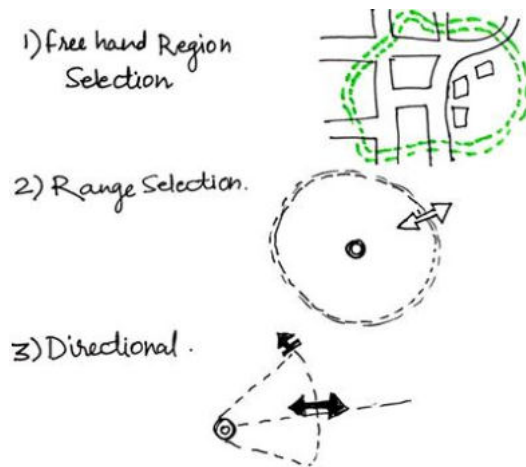 1) Free hand Region
Selection
2) Range Selection.
3) Directional.